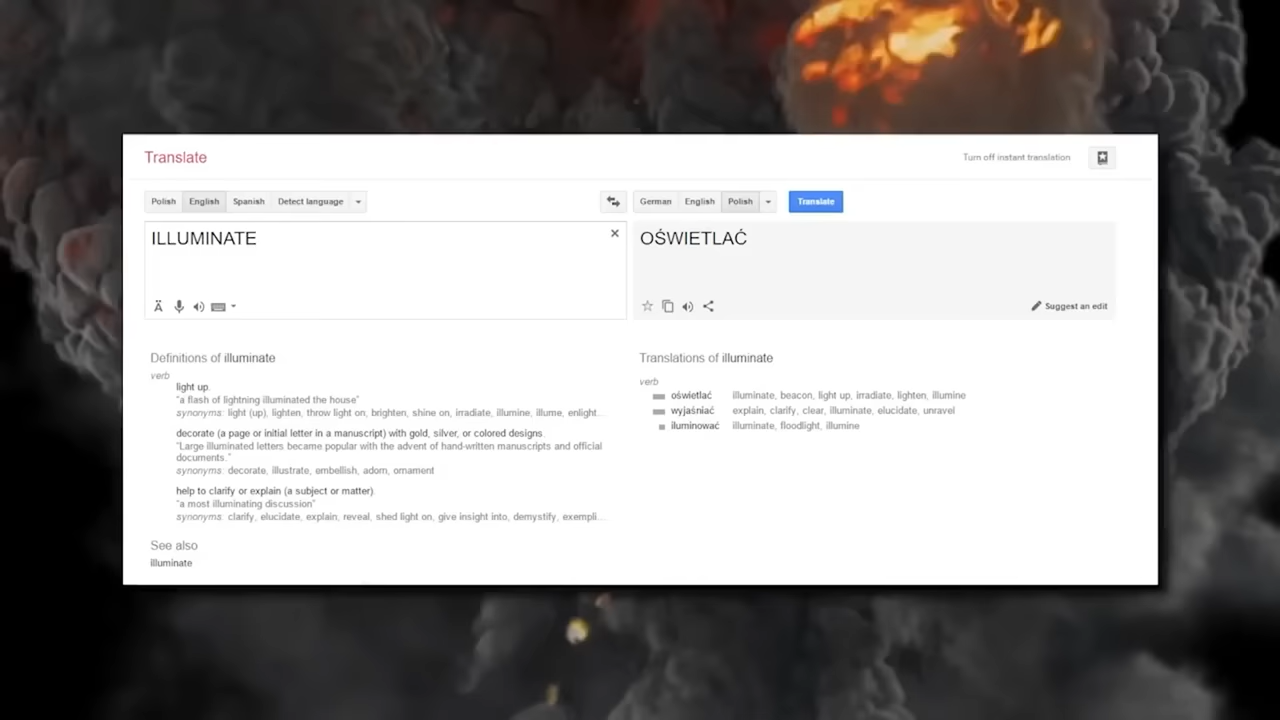 Translate
Turn off instant translation
Polish English Spanish Detect language
German English Polish
Translate
ILLUMINATE
OŚWIETLAĆ
Ä
Suggest an edit
Definitions of illuminate
verb
light up.
"a flash of lightning illuminated the house"
synonyms: light (up), lighten, throw light on, brighten, shine on, irradiate, illumine, illume, enlight...
decorate (a page or initial letter in a manuscript) with gold, silver, or colored designs.
"Large illuminated letters became popular with the advent of hand-written manuscripts and official
documents."
synonyms: decorate, illustrate, embellish, adorn, ornament
help to clarify or explain (a subject or matter).
"a most illuminating discussion"
synonyms: clarify, elucidate, explain, reveal, shed light on, give insight into, demystify, exempli...
See also
illuminate
Translations of illuminate
verb
oświetlać illuminate, beacon, light up, irradiate, lighten, illumine
wyjaśniać explain, clarify, clear, illuminate, elucidate, unravel
iluminować illuminate, floodlight, illumine